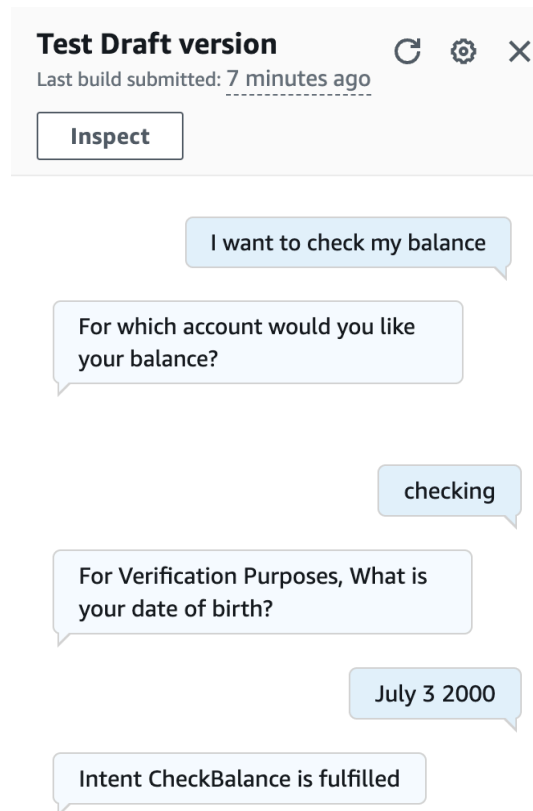 Test Draft version
Last build submitted: 7 minutes ago
Inspect
I want to check my balance
For which account would you like
your balance?
checking
For Verification Purposes, What is
your date of birth?
July 3 2000
Intent CheckBalance is fulfilled